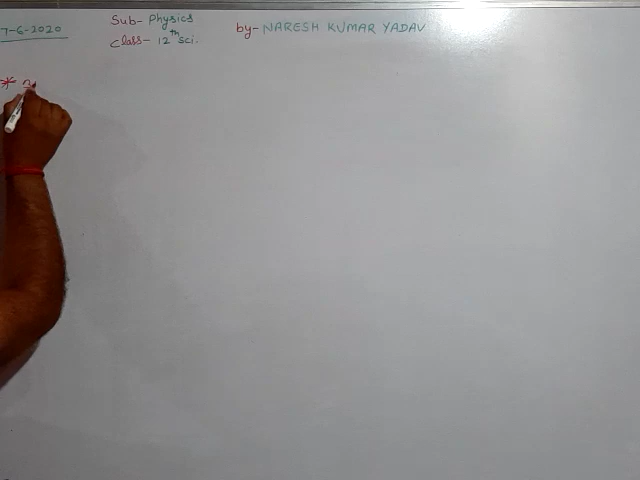 7-6-2020
Sub- Physics
Class- 12th sci.
by- NARESH KUMAR YADAV
*